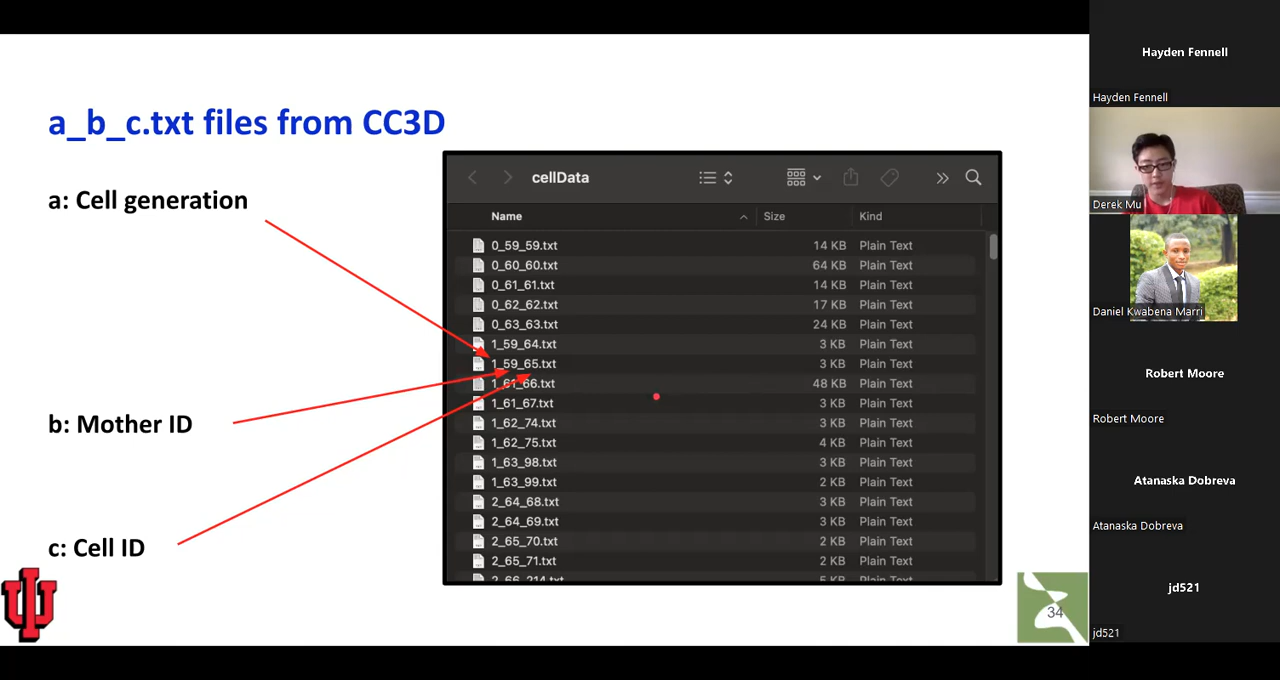 a_b_c.txt files from CC3D
a: Cell generation
b: Mother ID
c: Cell ID
cellData
Name Size Kind
0_59_59.txt 14 KB Plain Text
0_60_60.txt 64 KB Plain Text
0_61_61.txt 14 KB Plain Text
0_62_62.txt 17 KB Plain Text
0_63_63.txt 24 KB Plain Text
1_59_64.txt 3 KB Plain Text
1_59_65.txt 3 KB Plain Text
1_61_66.txt 48 KB Plain Text
1_61_67.txt 3 KB Plain Text
1_62_74.txt 3 KB Plain Text
1_62_75.txt 4 KB Plain Text
1_63_98.txt 3 KB Plain Text
1_63_99.txt 2 KB Plain Text
2_64_68.txt 3 KB Plain Text
2_64_69.txt 3 KB Plain Text
2_65_70.txt 2 KB Plain Text
2_65_71.txt 2 KB Plain Text
2_66_214.txt 5 KB Plain Text
34
Hayden Fennell
Hayden Fennell
Derek Mu
Daniel Kwabena Marri
Robert Moore
Robert Moore
Atanaska Dobreva
Atanaska Dobreva
jd521
jd521